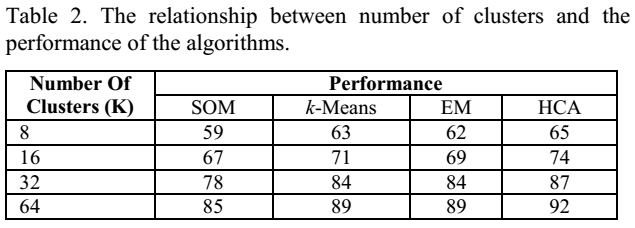 Table 2. The relationship between number of clusters and the
performance of the algorithms.
Number Of Clusters (K) Performance
SOM k-Means EM HCA
8 59 63 62 65
16 67 71 69 74
32 78 84 84 87
64 85 89 89 92